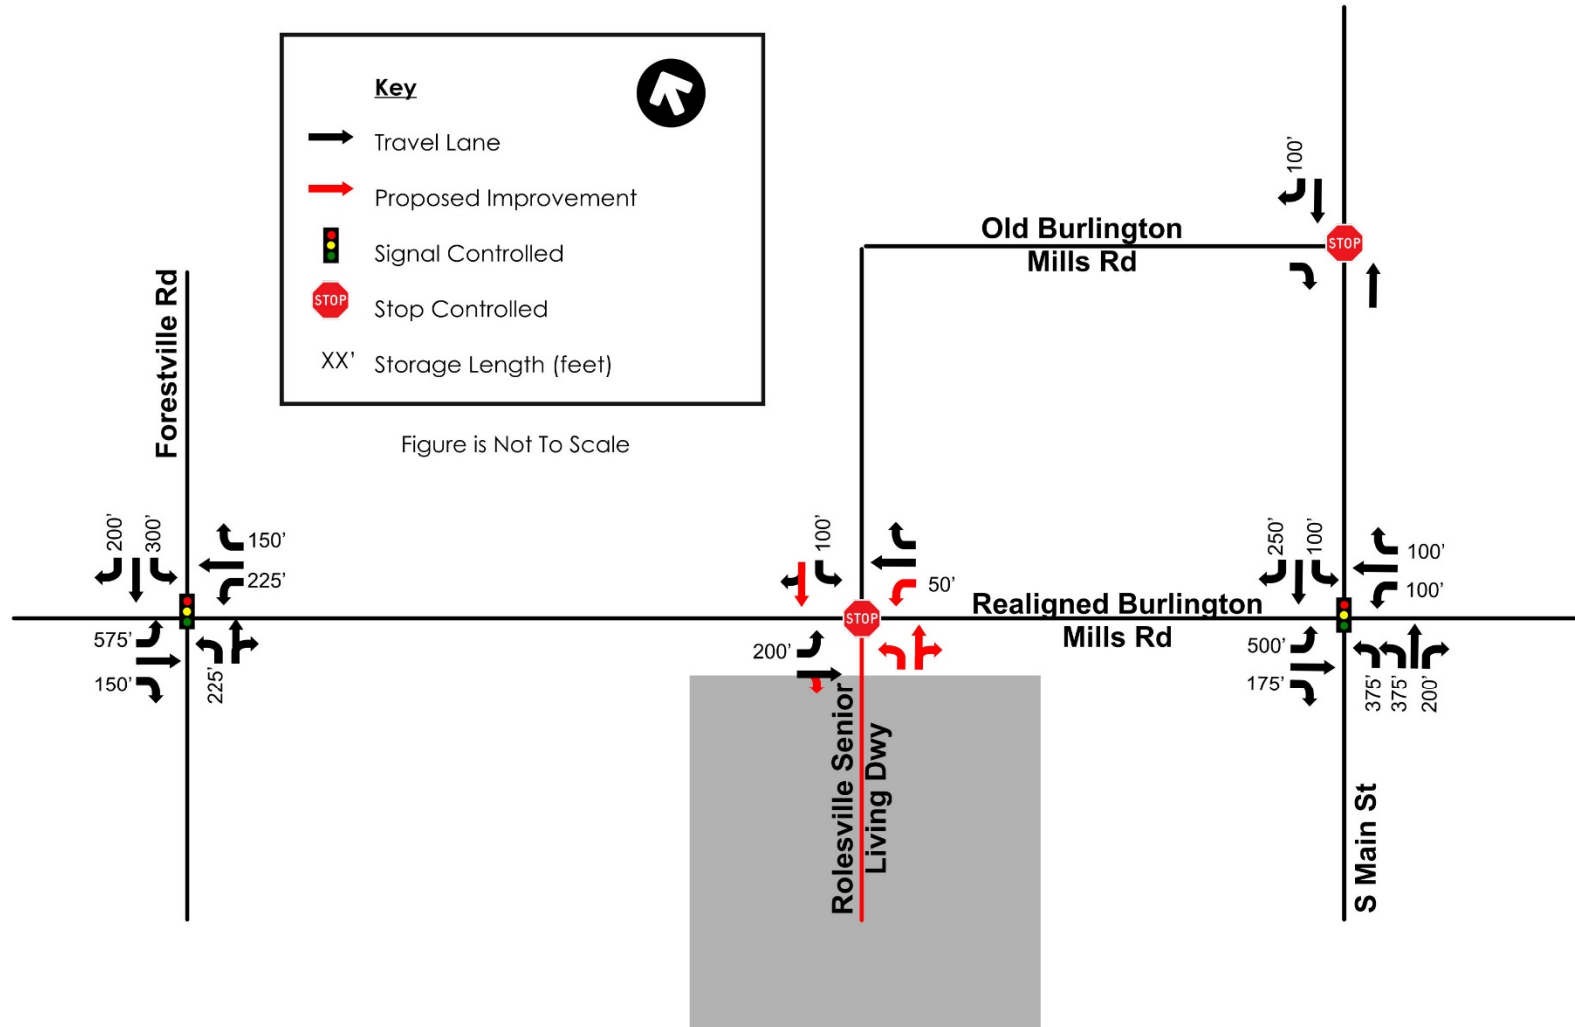 Key
Travel Lane
Proposed Improvement
Signal Controlled
STOP
Stop Controlled
XX' Storage Length (feet)
Figure is Not To Scale
Forestville Rd
200'
300'
150'
225'
575'
150'
225'
Old Burlington
Mills Rd
100'
STOP
100'
50'
STOP
200'
Realigned Burlington
Mills Rd
250'
100'
100'
100'
500'
175'
375'
375'
200'
Rolesville Senior
Living Dwy
S Main St